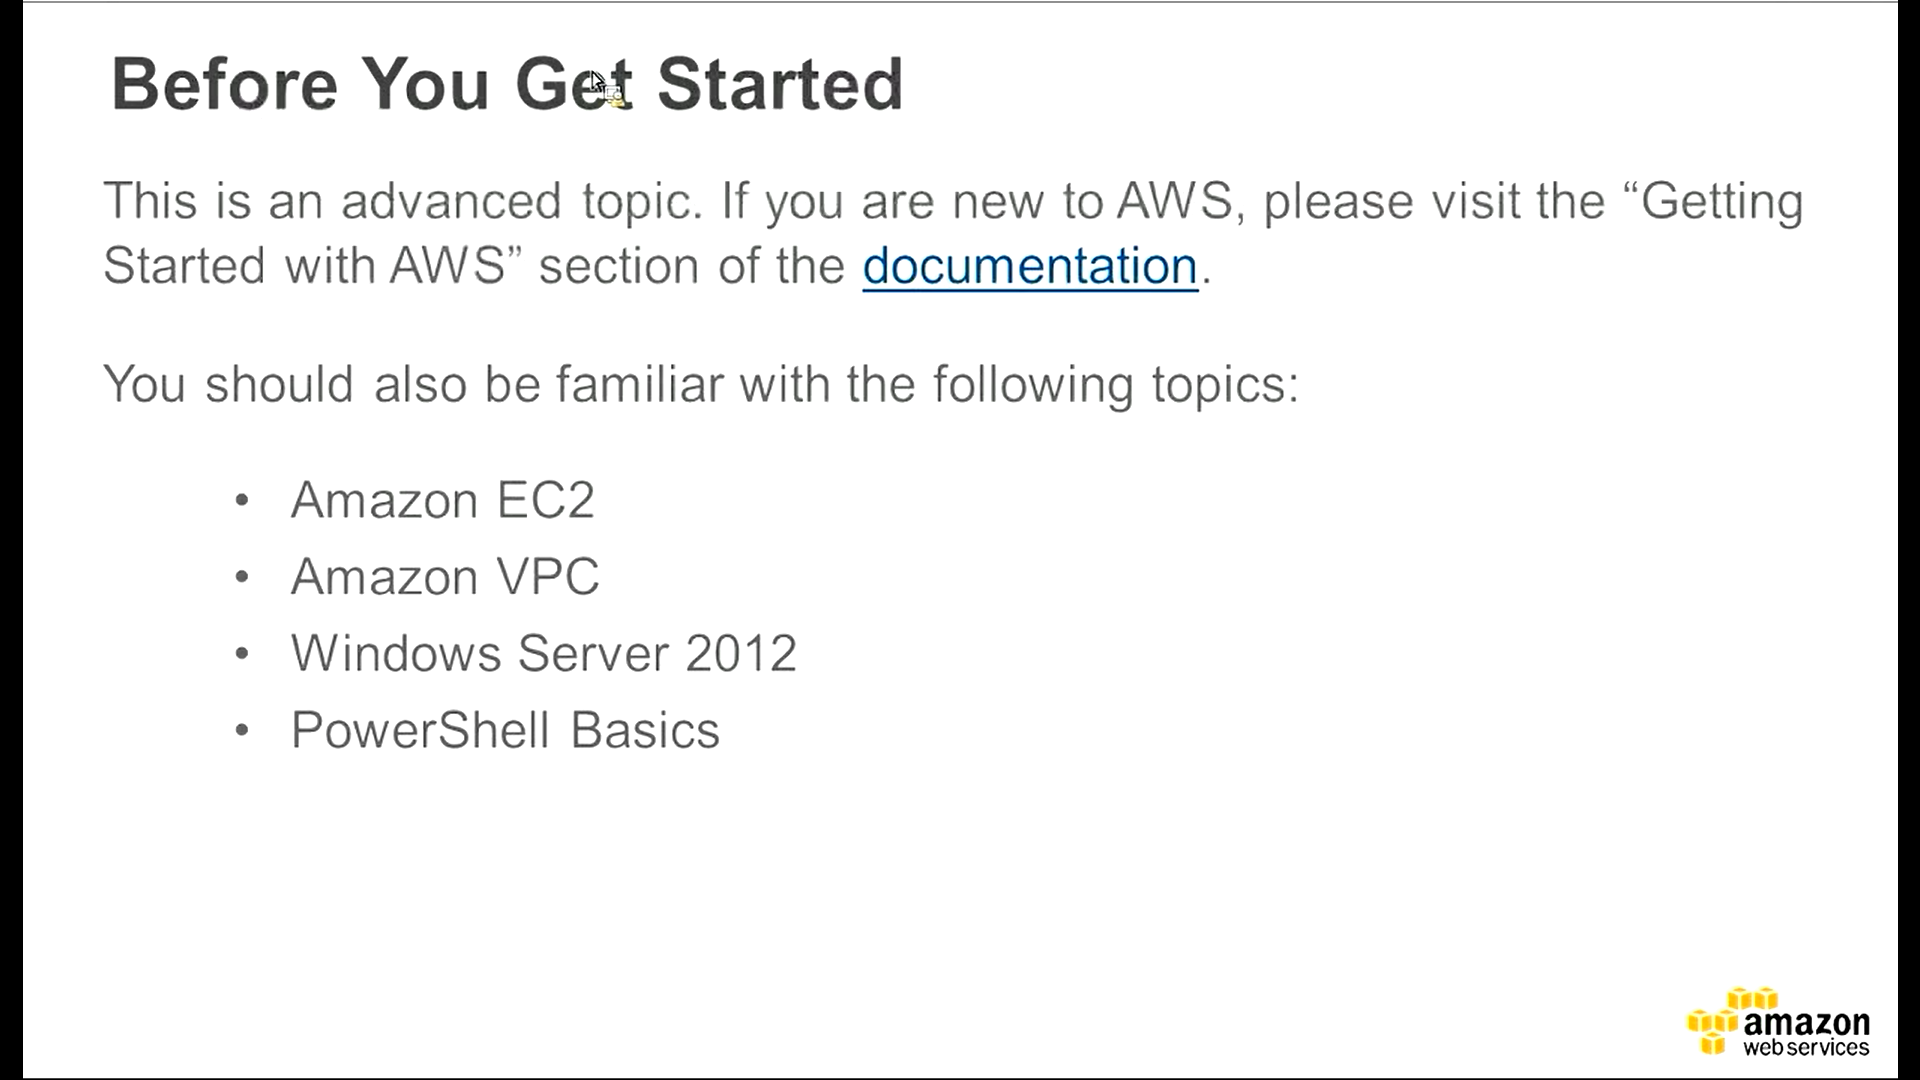 Before You Get Started
This is an advanced topic. If you are new to AWS, please visit the “Getting
Started with AWS” section of the documentation.
You should also be familiar with the following topics:
• Amazon EC2
• Amazon VPC
• Windows Server 2012
• PowerShell Basics
amazon
web services